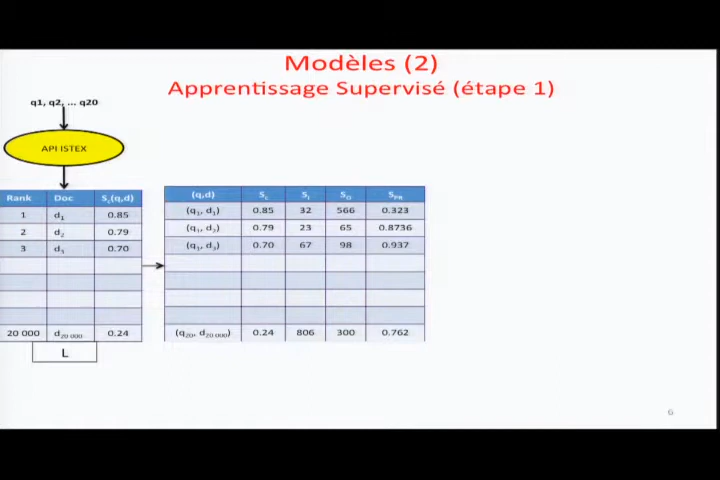 Modèles (2)
Apprentissage Supervisé (étape 1)
q1, q2, ... q20
API ISTEX
Rank Doc S_L(q,d)
1 d₁ 0.85
2 d₂ 0.79
3 d₃ 0.70
20 000 d₂₀ ₀₀₀ 0.24
L
(q,d) S_L S_I S_O S_PR
(q₁, d₁) 0.85 32 566 0.323
(q₁, d₂) 0.79 23 65 0.8736
(q₁, d₃) 0.70 67 98 0.937
(q₂₀, d₂₀ ₀₀₀) 0.24 806 300 0.762
6